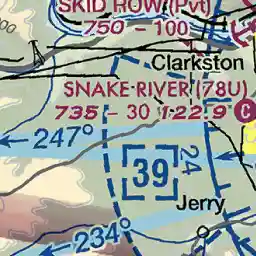 SKID ROW (Pvt)
750 - 100
Clarkston
SNAKE RIVER (78U)
735 - 30 122.9 C
247°
39
24
Jerry
234°